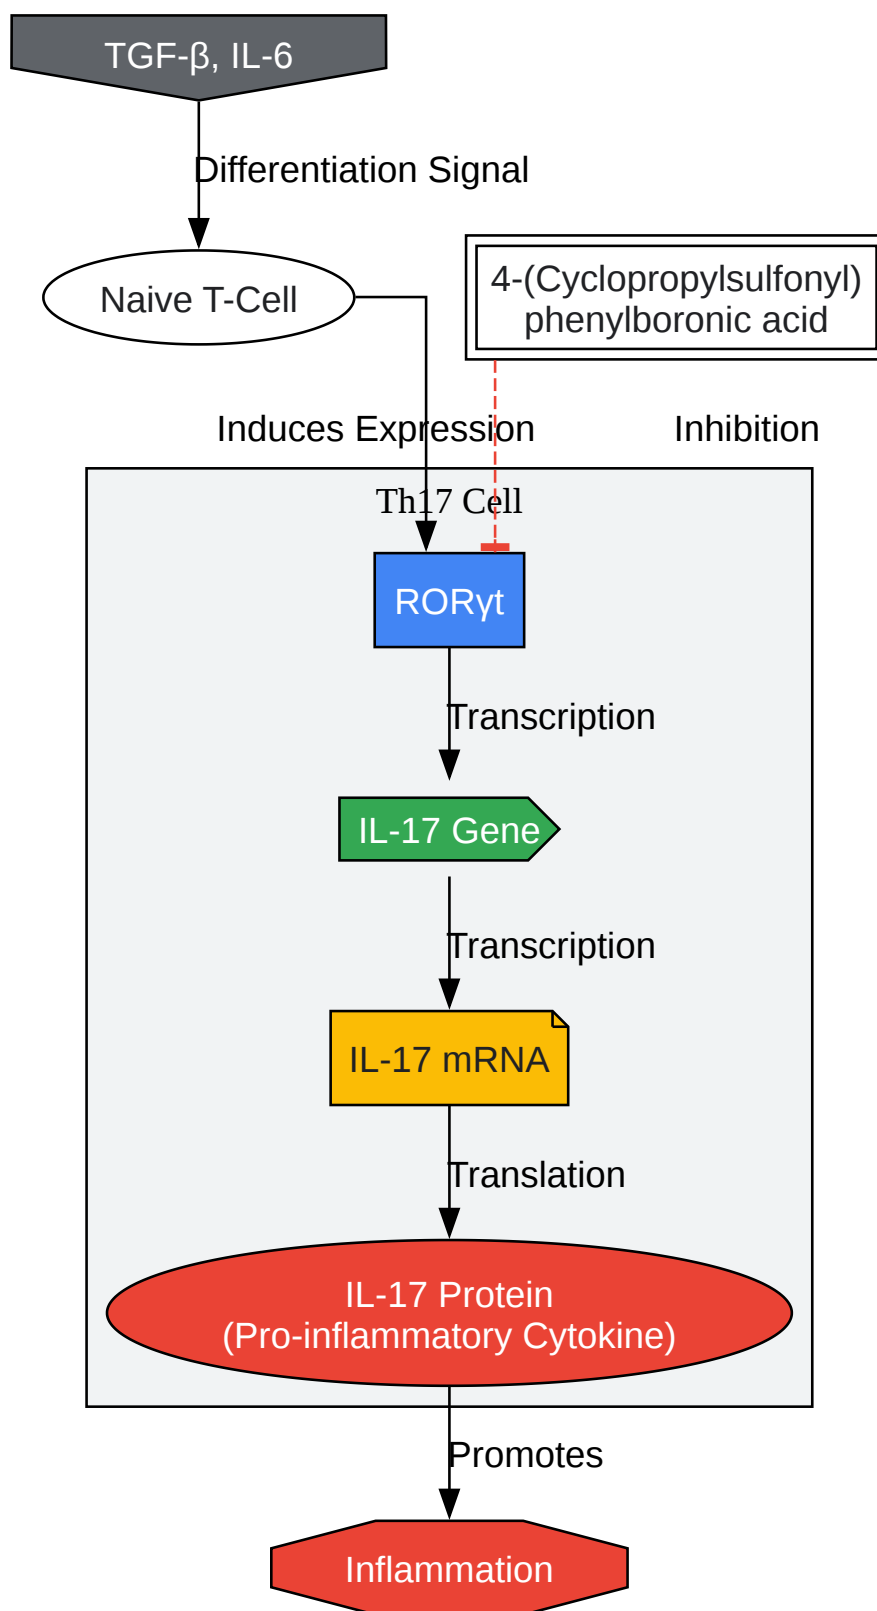 TGF-β, IL-6
Differentiation Signal
Naive T-Cell
4-(Cyclopropylsulfonyl)
phenylboronic acid
Induces Expression
Inhibition
Th17 Cell
RORγt
Transcription
IL-17 Gene
Transcription
IL-17 mRNA
Translation
IL-17 Protein
(Pro-inflammatory Cytokine)
Promotes
Inflammation